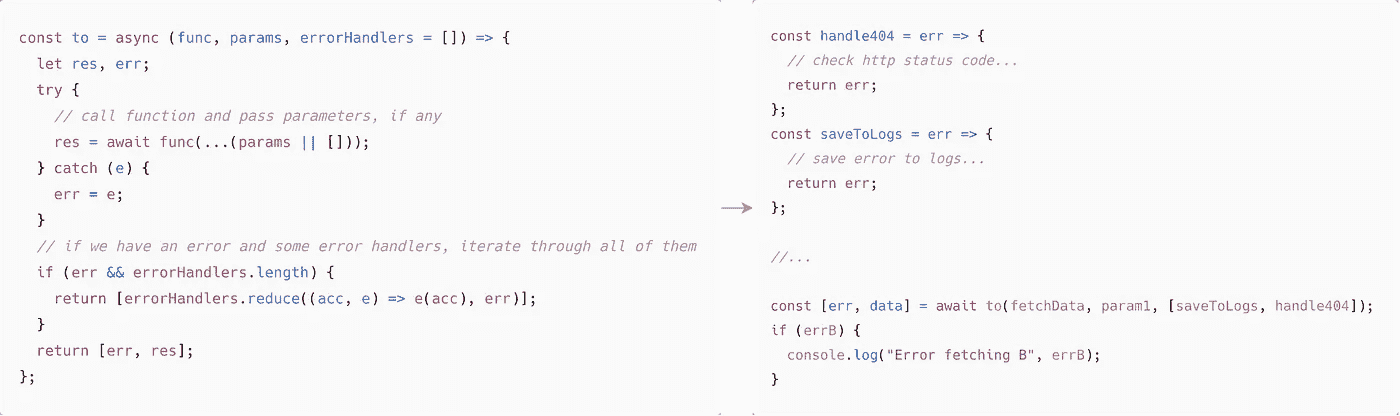 const to = async (func, params, errorHandlers = []) => {
  let res, err;
  try {
    // call function and pass parameters, if any
    res = await func(...(params || []));
  } catch (e) {
    err = e;
  }
  // if we have an error and some error handlers, iterate through all of them
  if (err && errorHandlers.length) {
    return [errorHandlers.reduce((acc, e) => e(acc), err)];
  }
  return [err, res];
};
const handle404 = err => {
  // check http status code...
  return err;
};
const saveToLogs = err => {
  // save error to logs...
  return err;
};
//...
const [err, data] = await to(fetchData, param1, [saveToLogs, handle404]);
if (errB) {
  console.log("Error fetching B", errB);
}